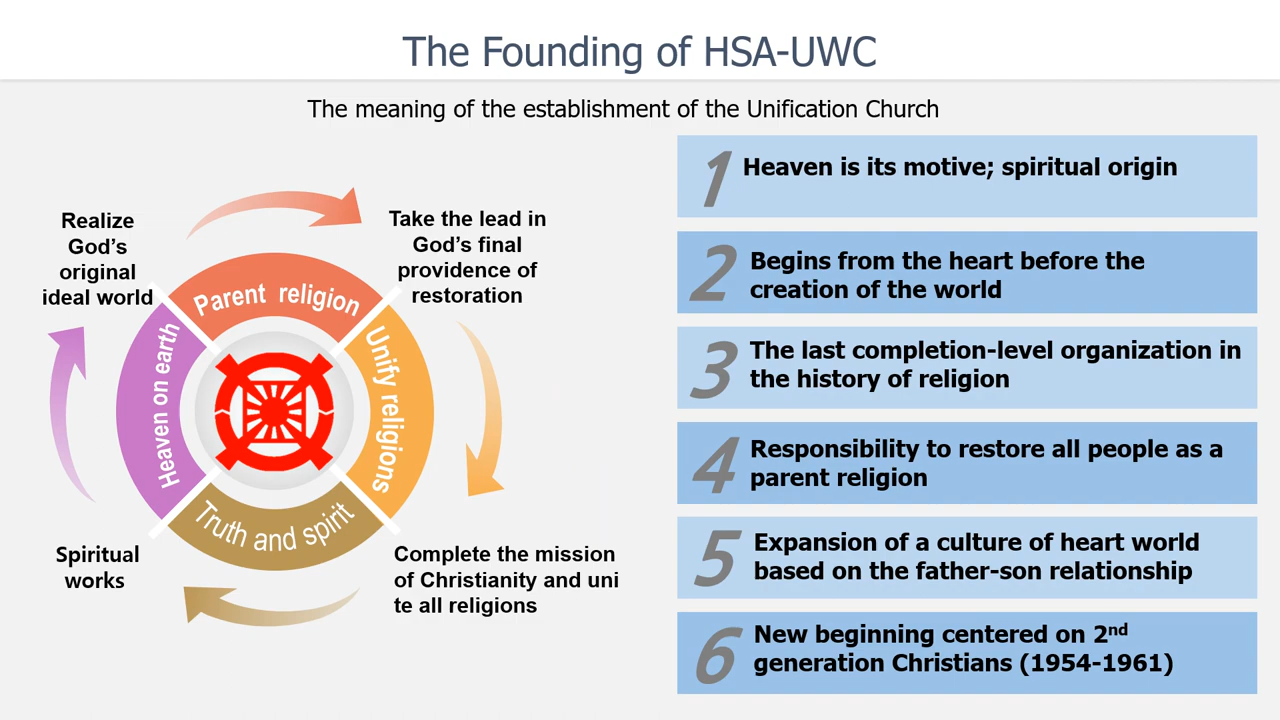 The Founding of HSA-UWC
The meaning of the establishment of the Unification Church
Realize
God’s
original
ideal world
Take the lead in
God’s final
providence of
restoration
Parent religion
Unify religions
Heaven on earth
Truth and spirit
Spiritual
works
Complete the mission
of Christianity and uni
te all religions
1 Heaven is its motive; spiritual origin
2 Begins from the heart before the
creation of the world
3 The last completion-level organization in
the history of religion
4 Responsibility to restore all people as a
parent religion
5 Expansion of a culture of heart world
based on the father-son relationship
6 New beginning centered on 2nd
generation Christians (1954-1961)